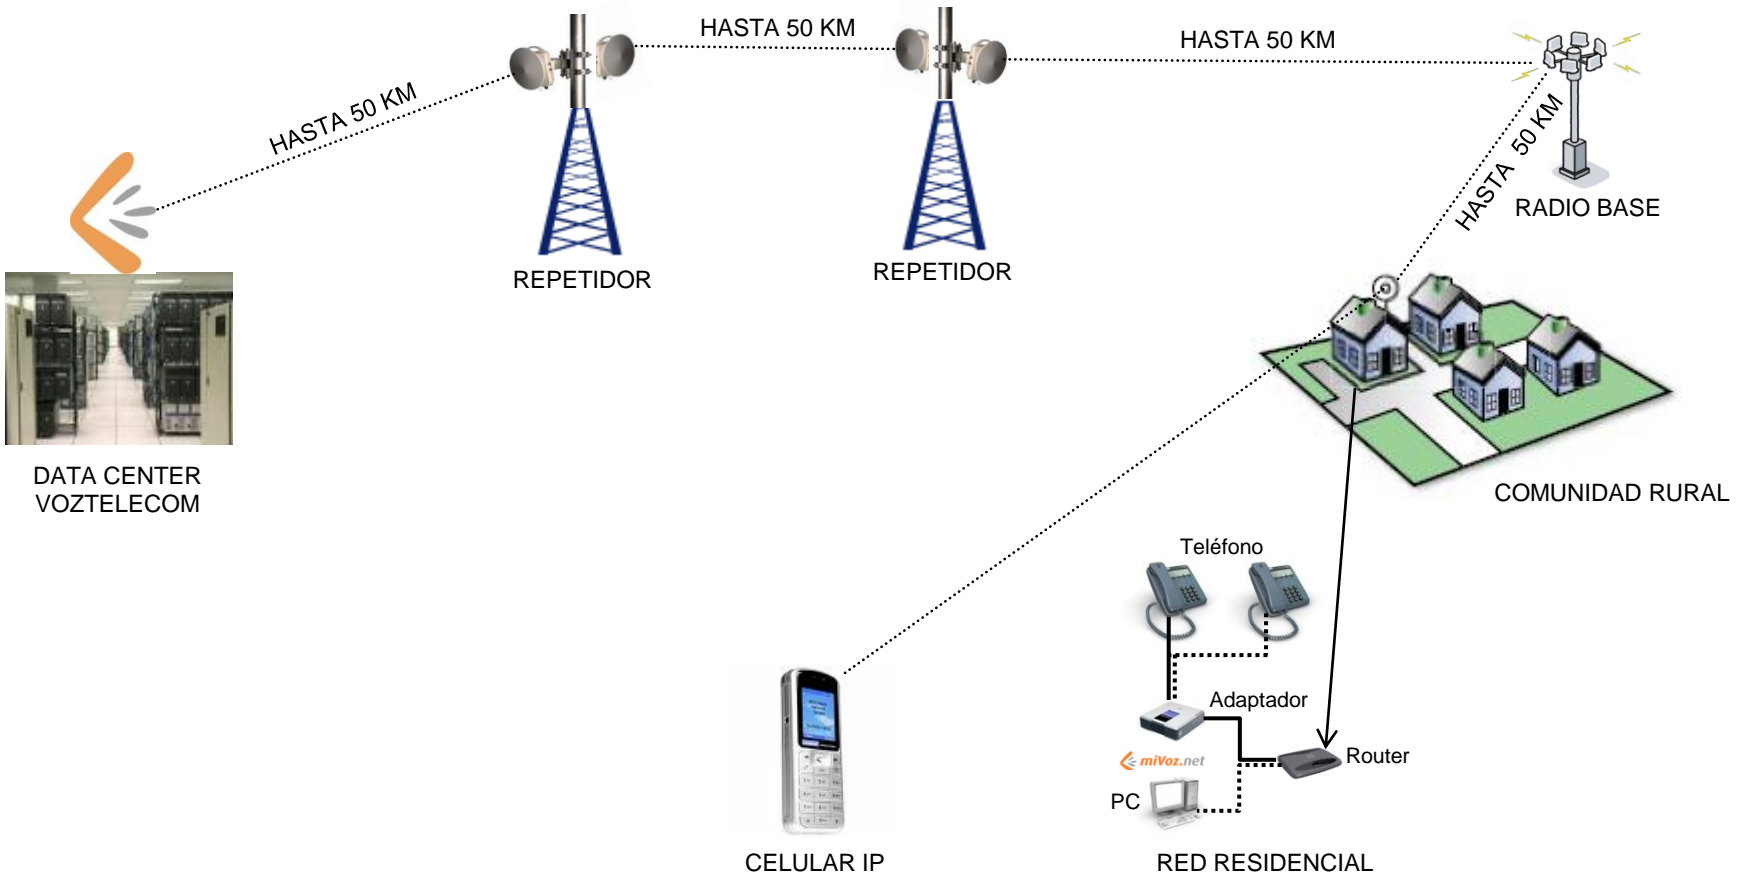 HASTA 50 KM
HASTA 50 KM
HASTA 50 KM
HASTA 50 KM
RADIO BASE
REPETIDOR
REPETIDOR
DATA CENTER
VOZTELECOM
COMUNIDAD RURAL
Teléfono
Adaptador
miVoz.net
Router
PC
CELULAR IP
RED RESIDENCIAL